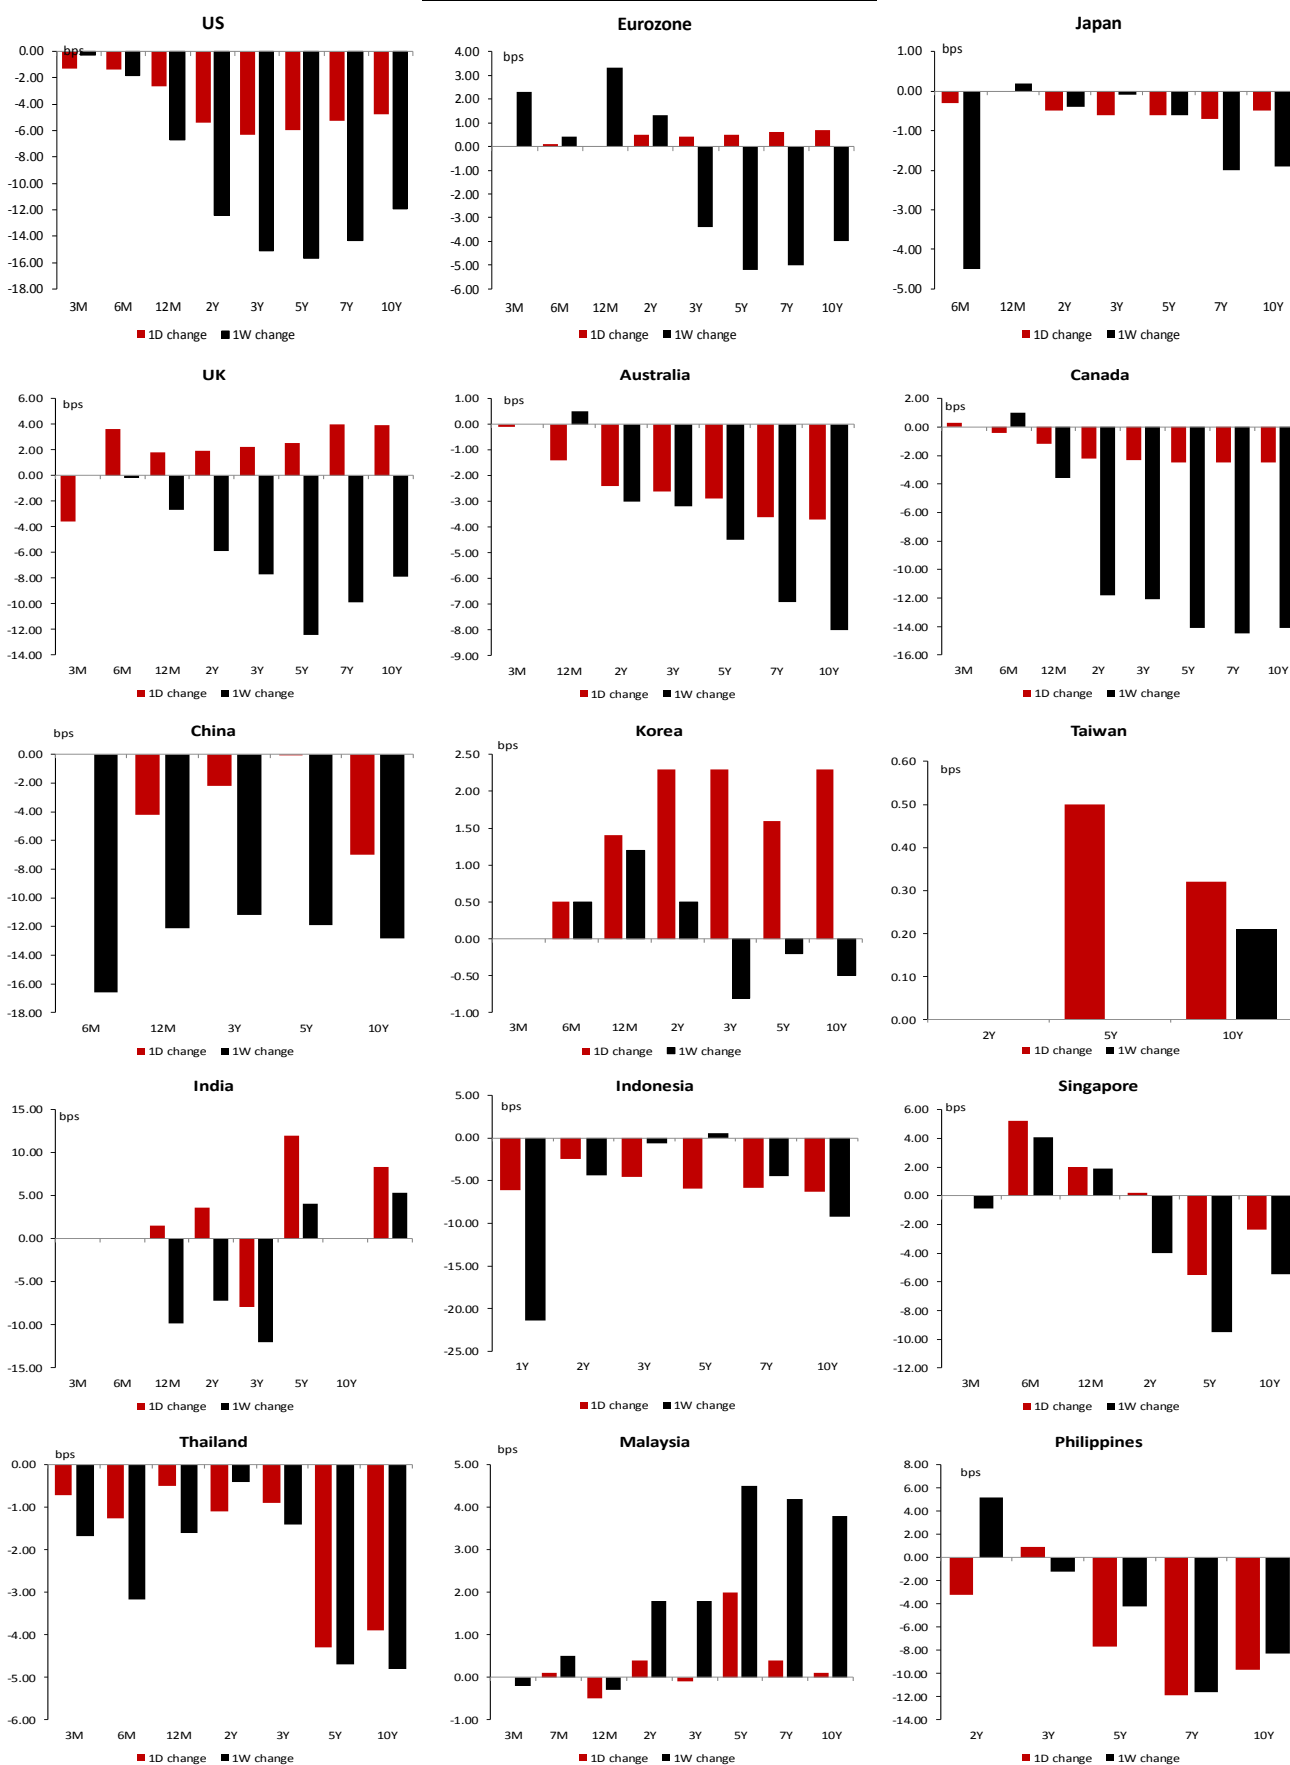 US
bps
0.00
-2.00
-4.00
-6.00
-8.00
-10.00
-12.00
-14.00
-16.00
-18.00
3M 6M 12M 2Y 3Y 5Y 7Y 10Y
1D change 1W change
Eurozone
bps
4.00
3.00
2.00
1.00
0.00
-1.00
-2.00
-3.00
-4.00
-5.00
-6.00
3M 6M 12M 2Y 3Y 5Y 7Y 10Y
1D change 1W change
Japan
1.00
0.00
-1.00
-2.00
-3.00
-4.00
-5.00
6M 12M 2Y 3Y 5Y 7Y 10Y
1D change 1W change
UK
bps
6.00
4.00
2.00
0.00
-2.00
-4.00
-6.00
-8.00
-10.00
-12.00
-14.00
3M 6M 12M 2Y 3Y 5Y 7Y 10Y
1D change 1W change
Australia
bps
1.00
0.00
-1.00
-2.00
-3.00
-4.00
-5.00
-6.00
-7.00
-8.00
-9.00
3M 12M 2Y 3Y 5Y 7Y 10Y
1D change 1W change
Canada
bps
2.00
0.00
-2.00
-4.00
-6.00
-8.00
-10.00
-12.00
-14.00
-16.00
3M 6M 12M 2Y 3Y 5Y 7Y 10Y
1D change 1W change
China
bps
0.00
-2.00
-4.00
-6.00
-8.00
-10.00
-12.00
-14.00
-16.00
-18.00
6M 12M 3Y 5Y 10Y
1D change 1W change
Korea
bps
2.50
2.00
1.50
1.00
0.50
0.00
-0.50
-1.00
3M 6M 12M 2Y 3Y 5Y 10Y
1D change 1W change
Taiwan
bps
0.60
0.50
0.40
0.30
0.20
0.10
0.00
2Y 5Y 10Y
1D change 1W change
India
bps
15.00
10.00
5.00
0.00
-5.00
-10.00
-15.00
3M 6M 12M 2Y 3Y 5Y 10Y
1D change 1W change
Indonesia
bps
5.00
0.00
-5.00
-10.00
-15.00
-20.00
-25.00
1Y 2Y 3Y 5Y 7Y 10Y
1D change 1W change
Singapore
bps
6.00
4.00
2.00
0.00
-2.00
-4.00
-6.00
-8.00
-10.00
-12.00
3M 6M 12M 2Y 5Y 10Y
1D change 1W change
Thailand
bps
0.00
-1.00
-2.00
-3.00
-4.00
-5.00
-6.00
3M 6M 12M 2Y 3Y 5Y 10Y
1D change 1W change
Malaysia
bps
5.00
4.00
3.00
2.00
1.00
0.00
-1.00
3M 7M 12M 2Y 3Y 5Y 7Y 10Y
1D change 1W change
Philippines
bps
8.00
6.00
4.00
2.00
0.00
-2.00
-4.00
-6.00
-8.00
-10.00
-12.00
-14.00
2Y 3Y 5Y 7Y 10Y
1D change 1W change